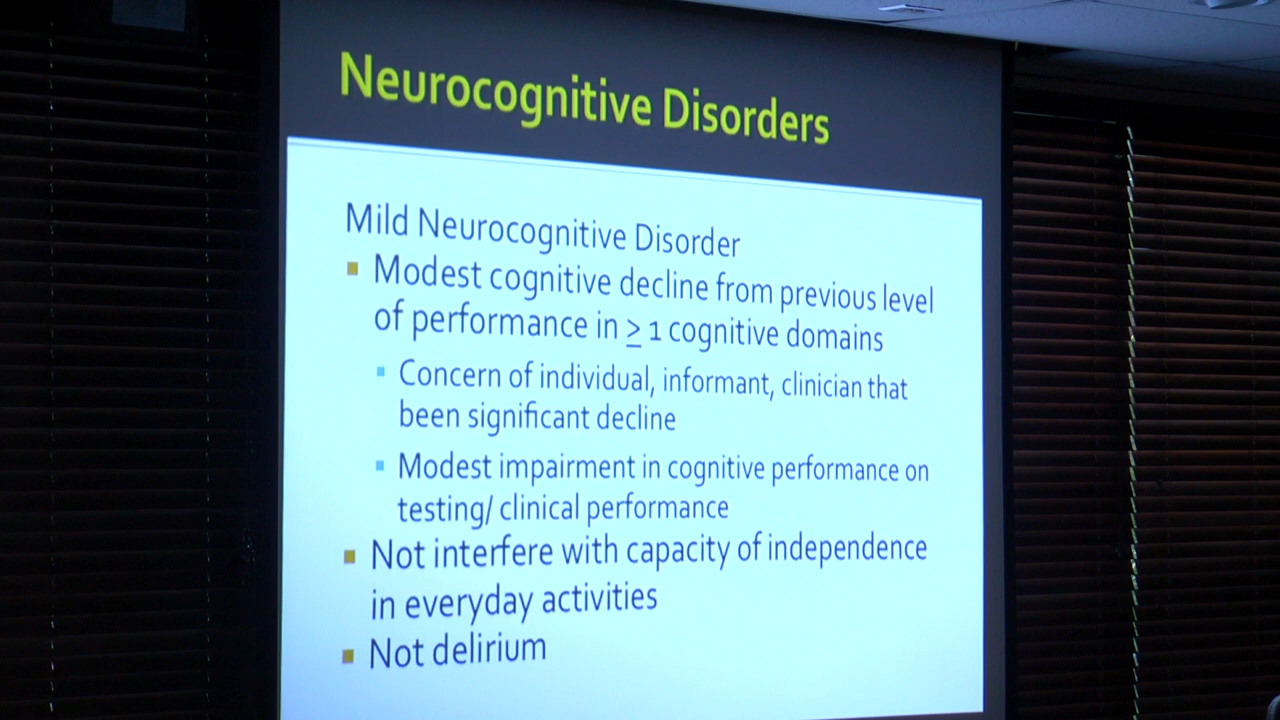 Neurocognitive Disorders
Mild Neurocognitive Disorder
Modest cognitive decline from previous level
of performance in ≥ 1 cognitive domains
Concern of individual, informant, clinician that
been significant decline
Modest impairment in cognitive performance on
testing/ clinical performance
Not interfere with capacity of independence
in everyday activities
Not delirium